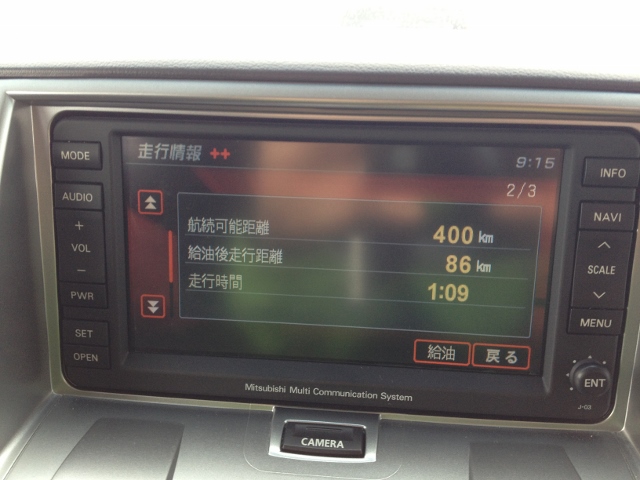 走行情報 ++
9:15
2/3
航続可能距離 400 km
給油後走行距離 86 km
走行時間 1:09
給油 戻る
MODE
AUDIO
+
VOL
−
PWR
SET
OPEN
INFO
NAVI
SCALE
MENU
ENT
J-03
Mitsubishi Multi Communication System
CAMERA